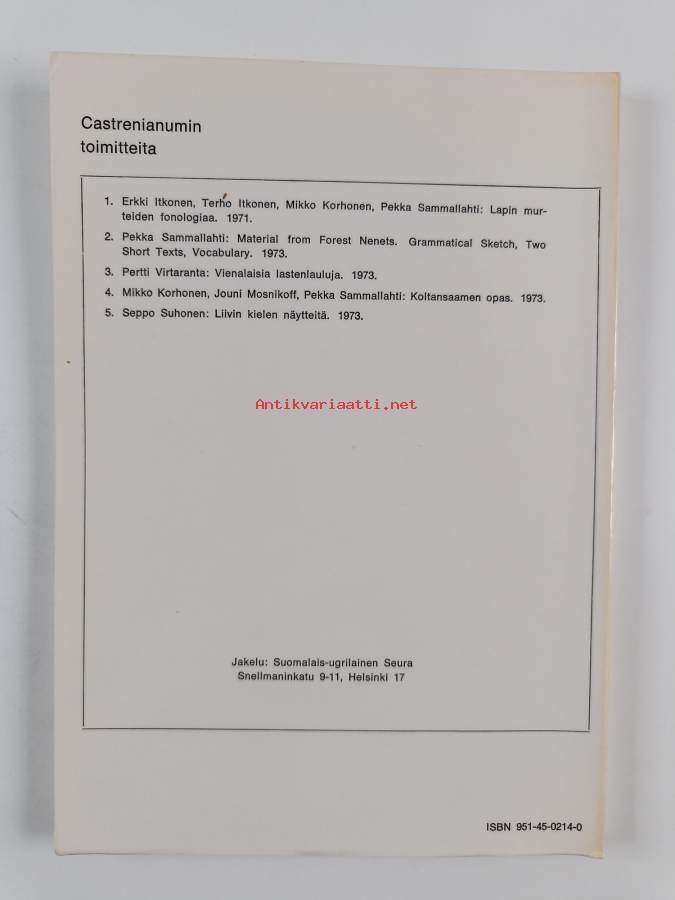 Castrenianumin
toimitteita
1. Erkki Itkonen, Terho Itkonen, Mikko Korhonen, Pekka Sammallahti: Lapin mur-
teiden fonologiaa. 1971.
2. Pekka Sammallahti: Material from Forest Nenets. Grammatical Sketch, Two
Short Texts, Vocabulary. 1973.
3. Pertti Virtaranta: Vienalaisia lastenlauluja. 1973.
4. Mikko Korhonen, Jouni Mosnikoff, Pekka Sammallahti: Koltansaamen opas. 1973.
5. Seppo Suhonen: Liivin kielen näytteitä. 1973.
Antikvariaatti.net
Jakelu: Suomalais-ugrilainen Seura
Snellmaninkatu 9-11, Helsinki 17
ISBN 951-45-0214-0